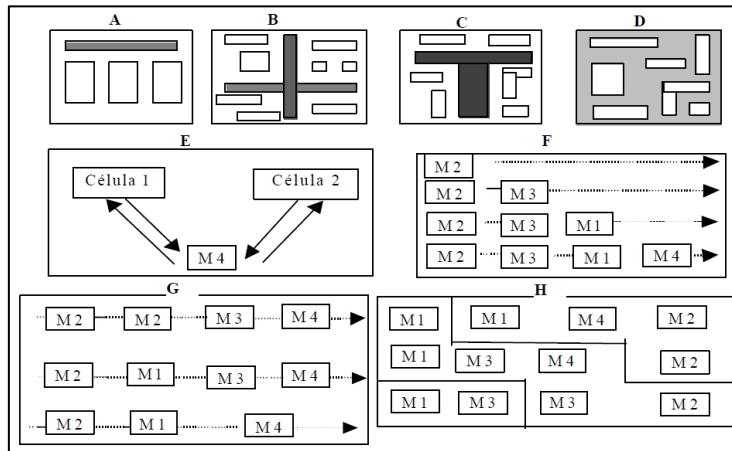 A B C D
E
Célula 1 Célula 2
M 4
F
M 2
M 2 M 3
M 2 M 3 M 1
M 2 M 3 M 1 M 4
G
M 2 M 2 M 3 M 4
M 2 M 1 M 3 M 4
M 2 M 1 M 4
H
M 1 M 1 M 4 M 2
M 1 M 3 M 4 M 2
M 1 M 3 M 3 M 2